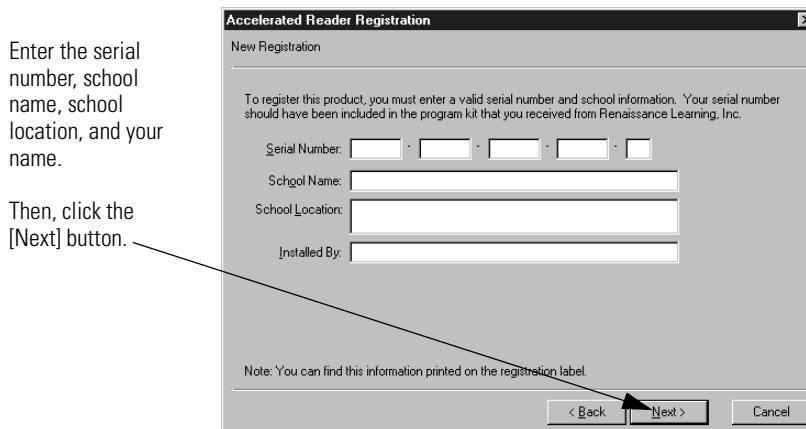 Enter the serial
number, school
name, school
location, and your
name.
Then, click the
[Next] button.
Accelerated Reader Registration
New Registration
To register this product, you must enter a valid serial number and school information. Your serial number
should have been included in the program kit that you received from Renaissance Learning, Inc.
Serial Number: - - - -
School Name:
School Location:
Installed By:
Note: You can find this information printed on the registration label.
< Back Next > Cancel